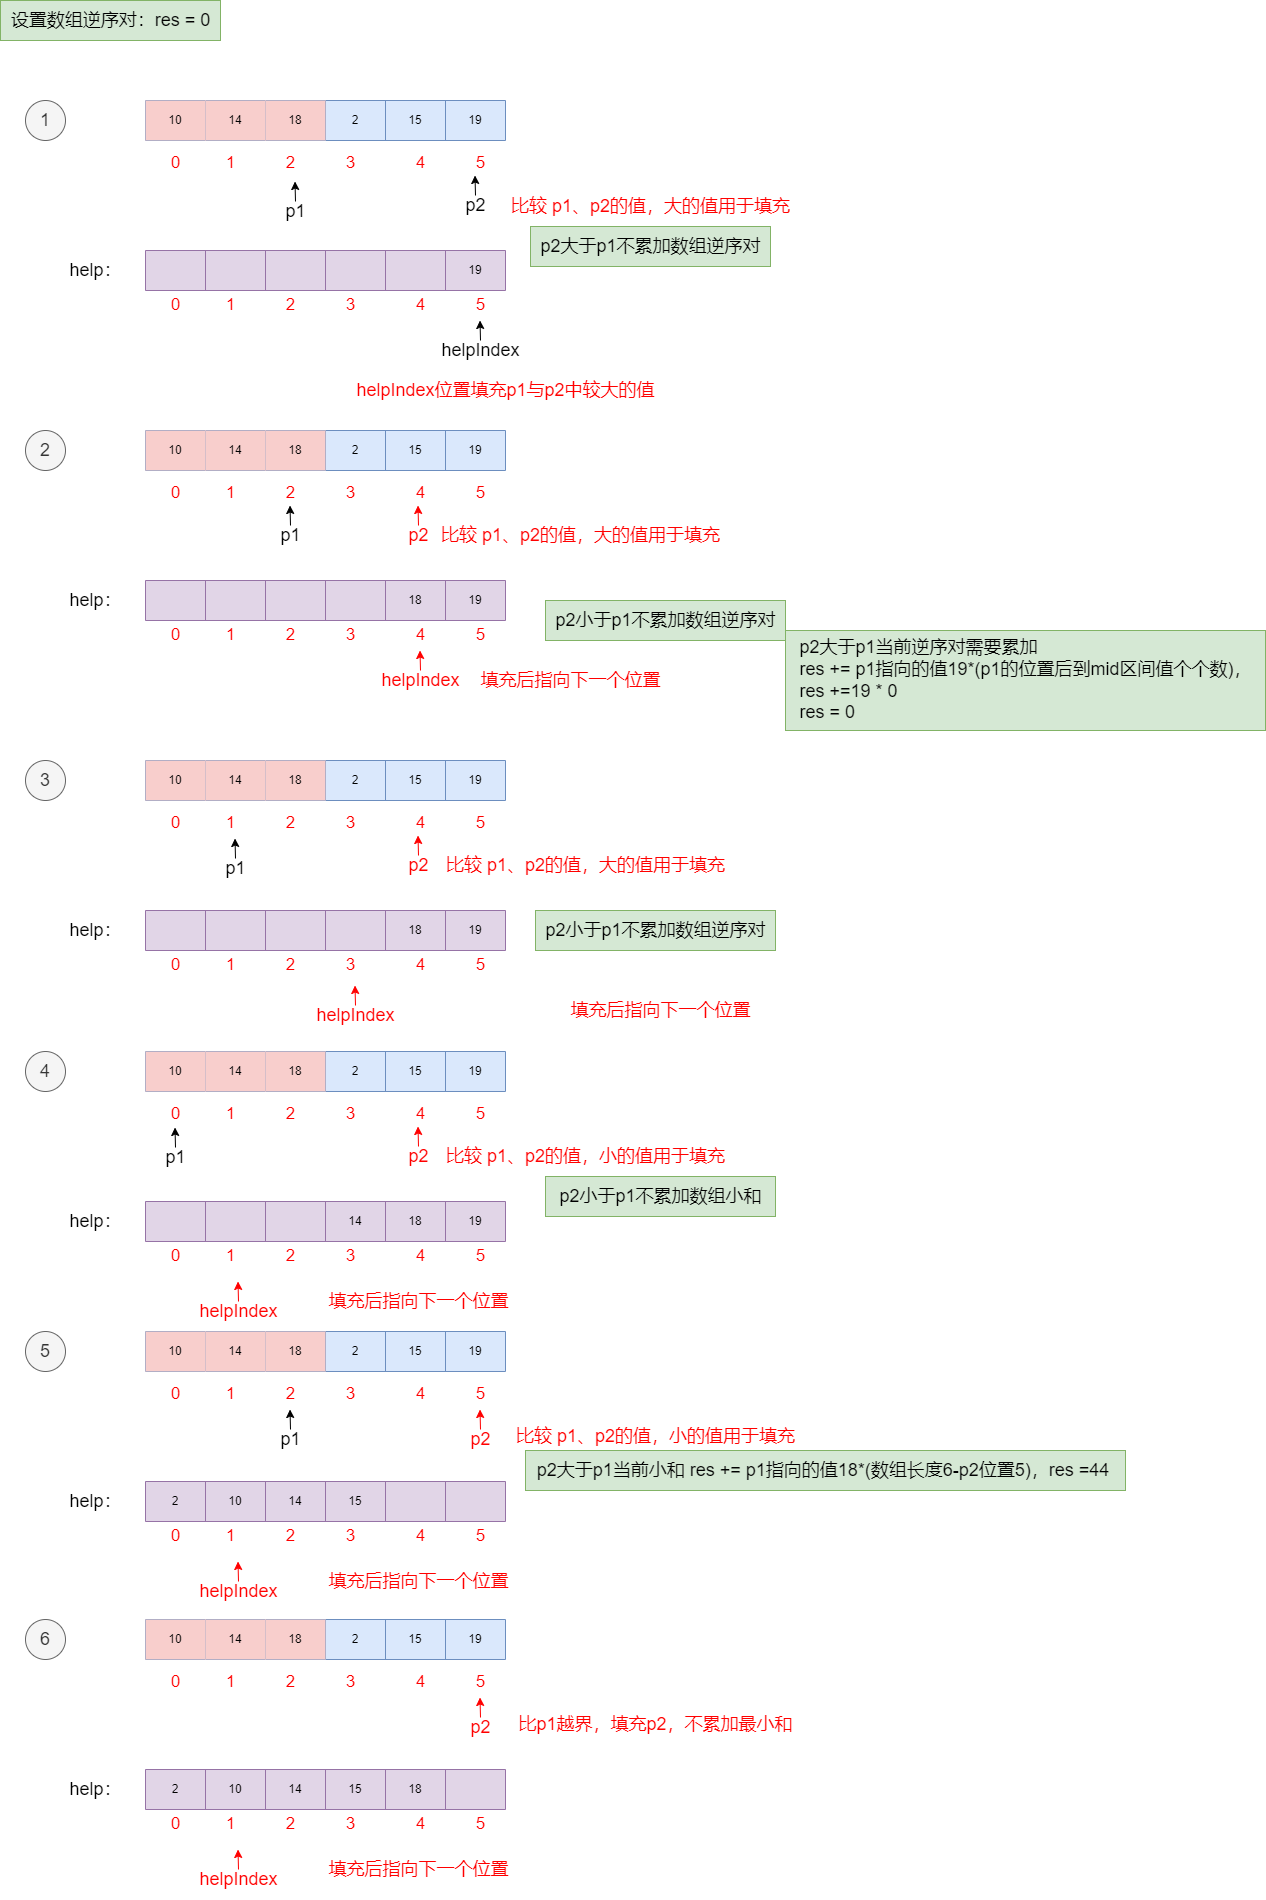 设置数组逆序对：res = 0
1
10 14 18 2 15 19
0 1 2 3 4 5
p1 p2 比较 p1、p2的值，大的值用于填充
p2大于p1不累加数组逆序对
help： 19
0 1 2 3 4 5
helpIndex
helpIndex位置填充p1与p2中较大的值
2
10 14 18 2 15 19
0 1 2 3 4 5
p1 p2 比较 p1、p2的值，大的值用于填充
help： 18 19
p2小于p1不累加数组逆序对
0 1 2 3 4 5
p2大于p1当前逆序对需要累加
res += p1指向的值19*(p1的位置后到mid区间值个个数)，
res +=19 * 0
res = 0
helpIndex 填充后指向下一个位置
3
10 14 18 2 15 19
0 1 2 3 4 5
p1 p2 比较 p1、p2的值，大的值用于填充
help： 18 19
p2小于p1不累加数组逆序对
0 1 2 3 4 5
helpIndex 填充后指向下一个位置
4
10 14 18 2 15 19
0 1 2 3 4 5
p1 p2 比较 p1、p2的值，小的值用于填充
p2小于p1不累加数组小和
help： 14 18 19
0 1 2 3 4 5
helpIndex 填充后指向下一个位置
5
10 14 18 2 15 19
0 1 2 3 4 5
p1 p2 比较 p1、p2的值，小的值用于填充
p2大于p1当前小和 res += p1指向的值18*(数组长度6-p2位置5)，res =44
help： 2 10 14 15
0 1 2 3 4 5
helpIndex 填充后指向下一个位置
6
10 14 18 2 15 19
0 1 2 3 4 5
p2 比p1越界，填充p2，不累加最小和
help： 2 10 14 15 18
0 1 2 3 4 5
helpIndex 填充后指向下一个位置